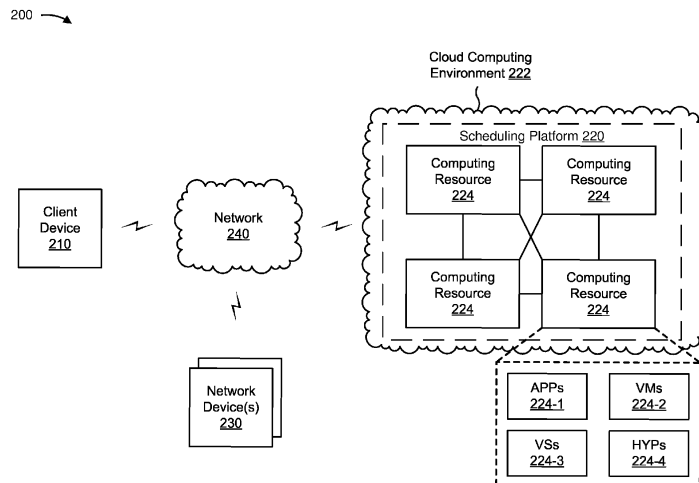 200
Cloud Computing
Environment 222
Scheduling Platform 220
Computing
Resource
224
Computing
Resource
224
Client
Device
210
Network
240
Computing
Resource
224
Computing
Resource
224
Network
Device(s)
230
APPs
224-1
VMs
224-2
VSs
224-3
HYPs
224-4